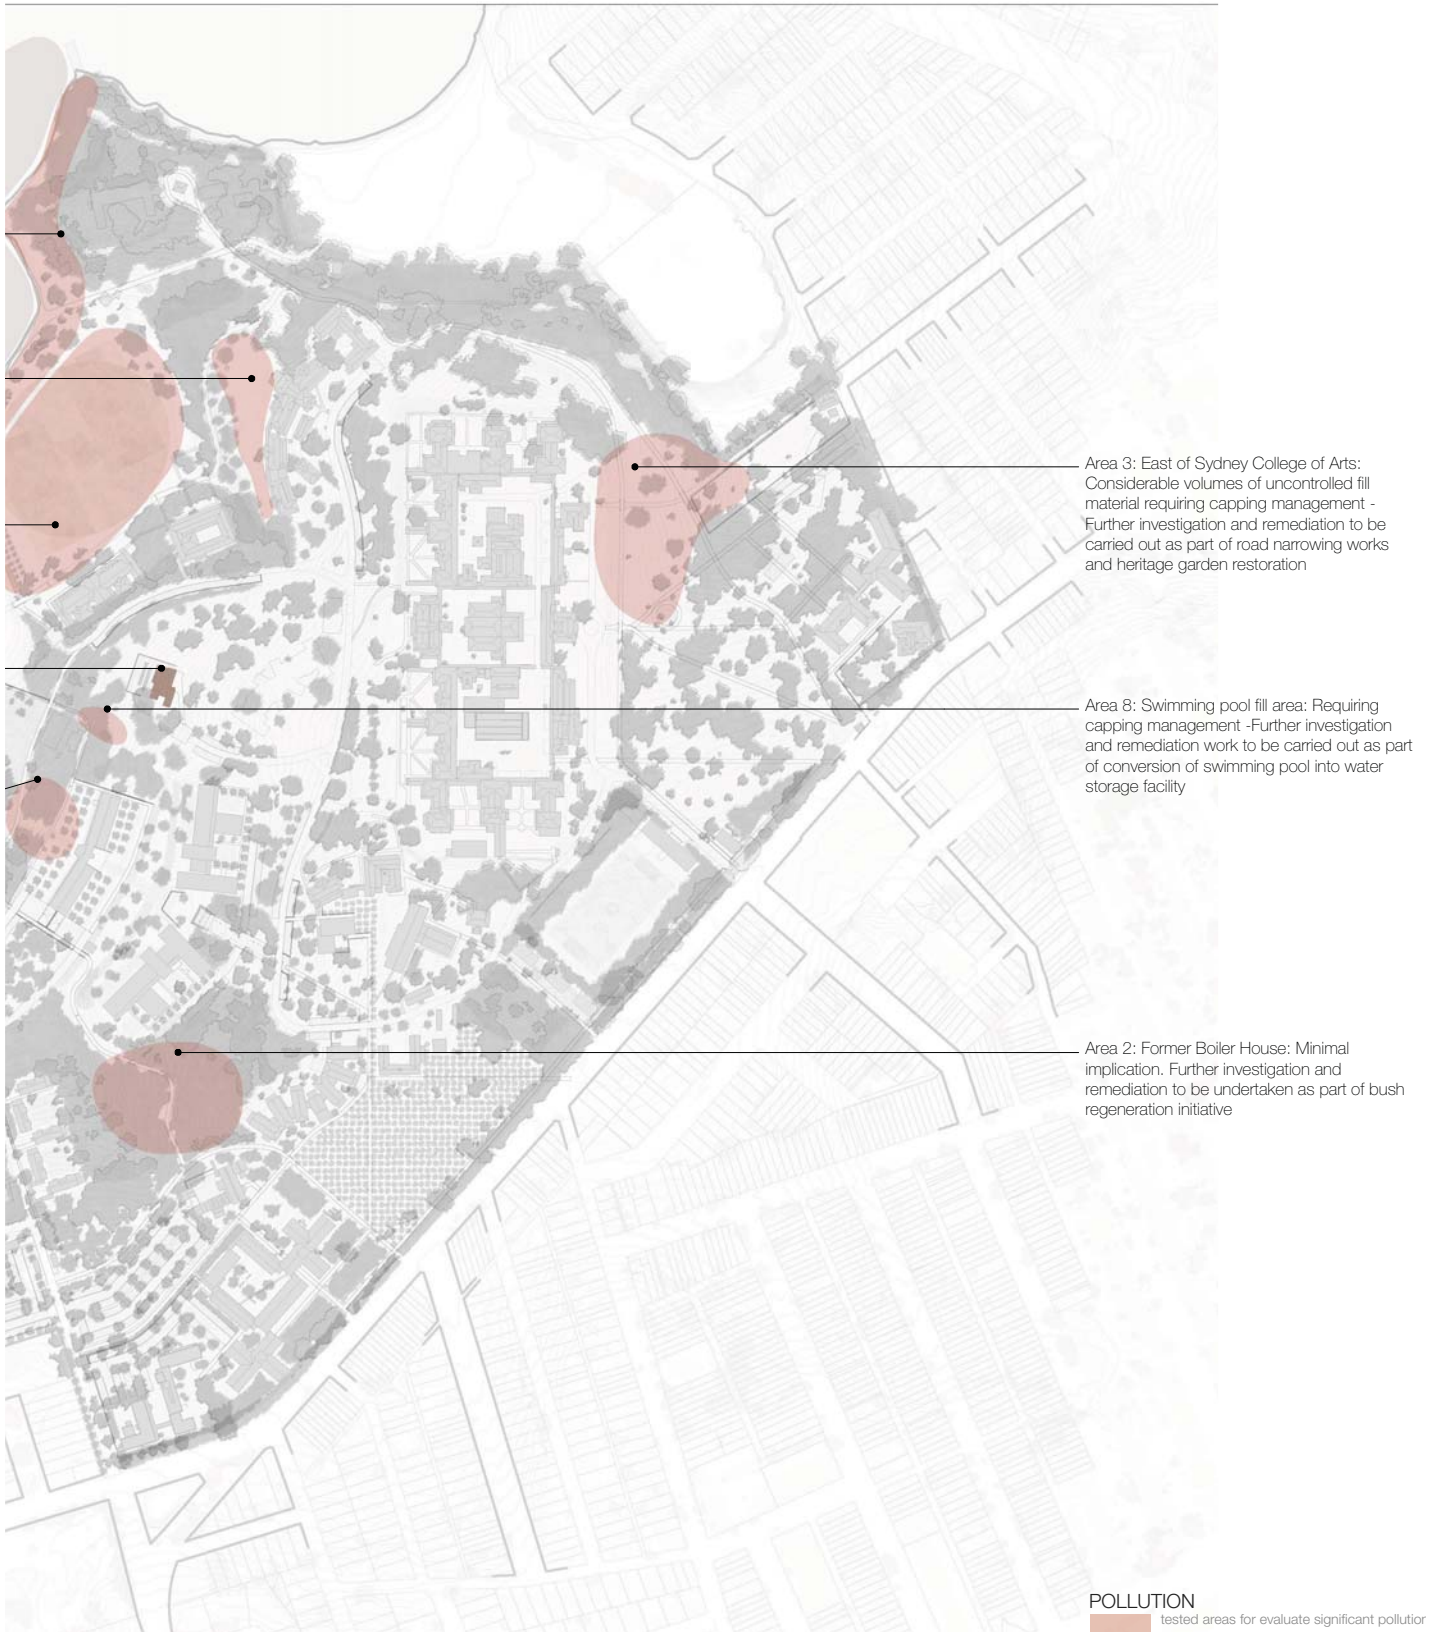 Area 3: East of Sydney College of Arts:
Considerable volumes of uncontrolled fill
material requiring capping management -
Further investigation and remediation to be
carried out as part of road narrowing works
and heritage garden restoration
Area 8: Swimming pool fill area: Requiring
capping management -Further investigation
and remediation work to be carried out as part
of conversion of swimming pool into water
storage facility
Area 2: Former Boiler House: Minimal
implication. Further investigation and
remediation to be undertaken as part of bush
regeneration initiative
POLLUTION
tested areas for evaluate significant pollution